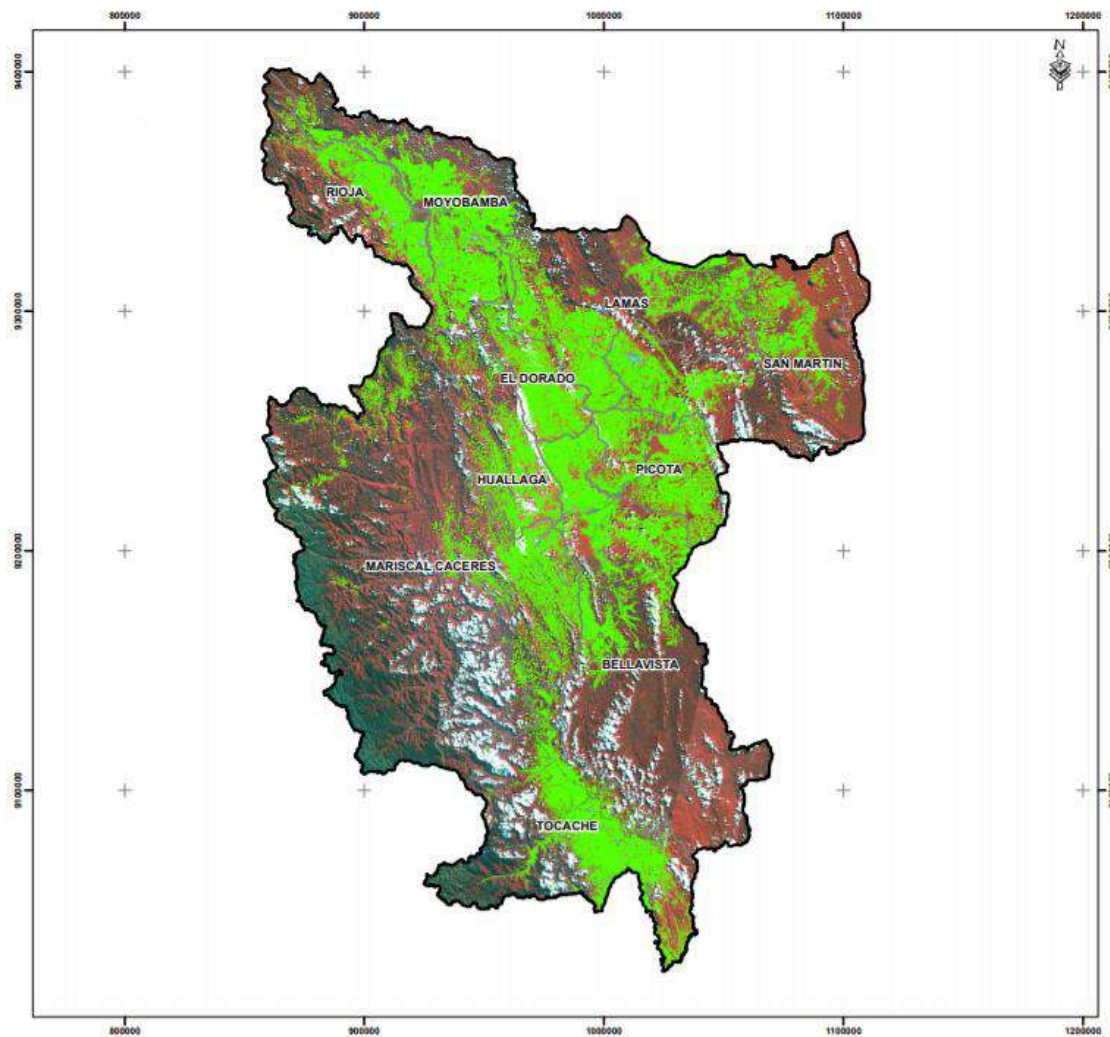 800000 900000 1000000 1100000 1200000
N
RIOJA
MOYOBAMBA
LAMAS
SAN MARTIN
EL DORADO
PICOTA
HUALLAGA
MARISCAL CACERES
BELLAVISTA
TOCACHE
9300000
9200000
9100000
800000 900000 1000000 1100000 1200000